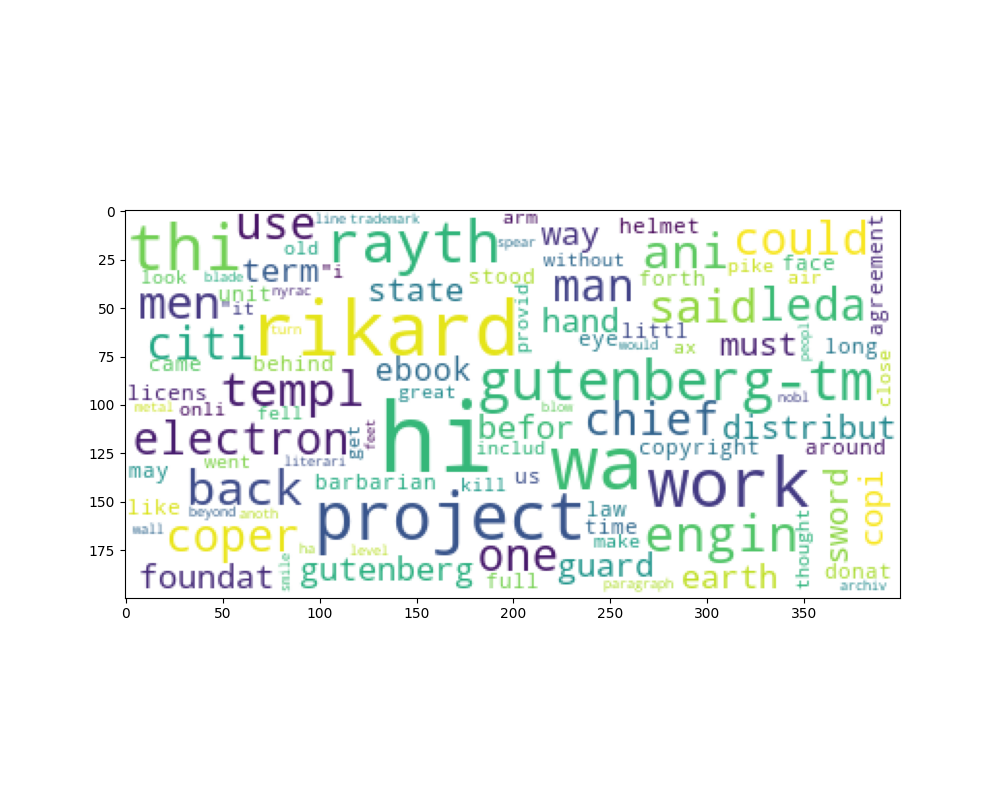 0
25
50
75
100
125
150
175
0 50 100 150 200 250 300 350
thi use line trademark arm way helmet could agreement
old rayth spear ani
look blade term "i stood without forth pike face air
men unit "it nyrac state man said leda
citi turn rikard provid hand eye littl would ax must peopl long
came behind ebook gutenberg-tm close
licens templ great nobl
metal onli fell hi blow chief distribut
electron get feet befor
may went literari includ wa copyright around
back barbarian kill us work
like beyond anoth project law sword copi
wall coper time engin thought
ha level one make
foundat smile gutenberg full guard paragraph earth donat archiv